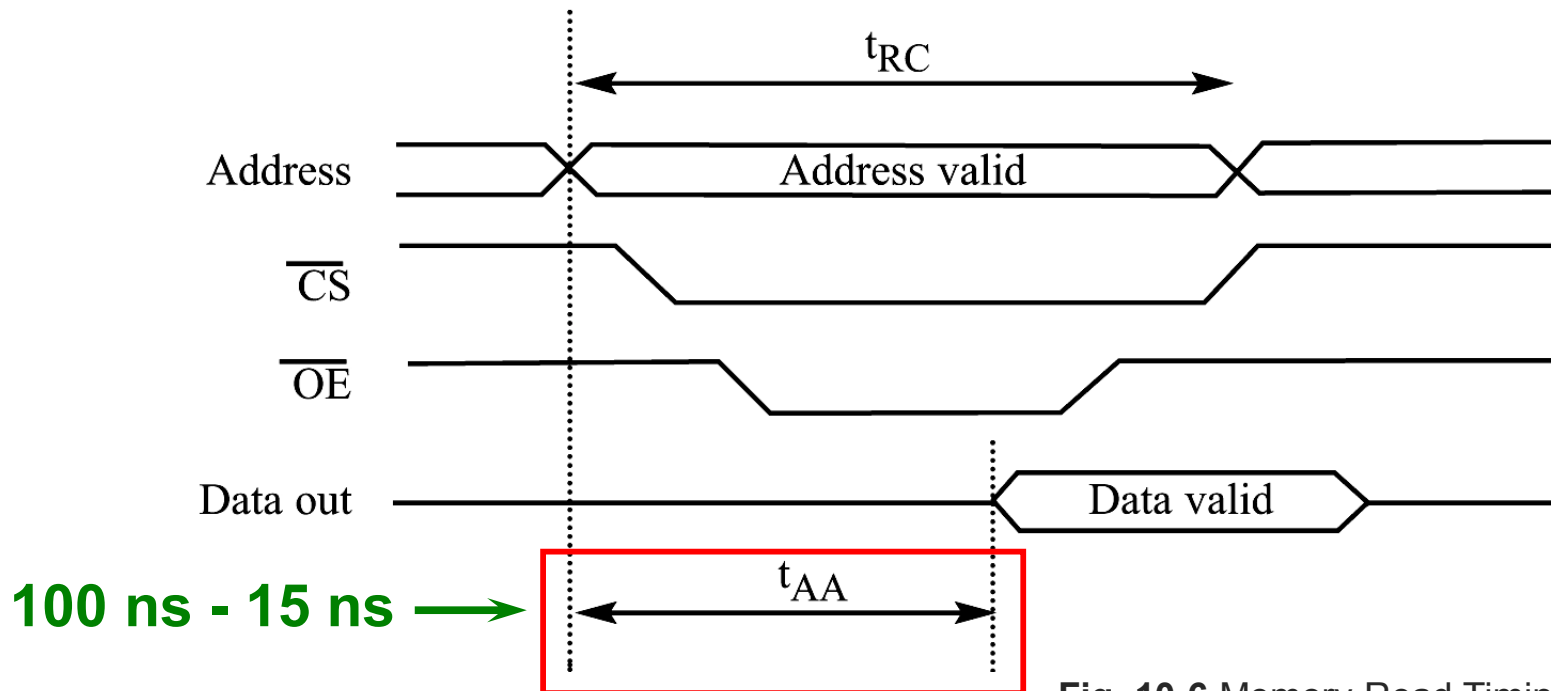 tRC
Address
Address valid
CS
OE
Data out
Data valid
tAA
100 ns - 15 ns
Fig. 10-6 Memory Read